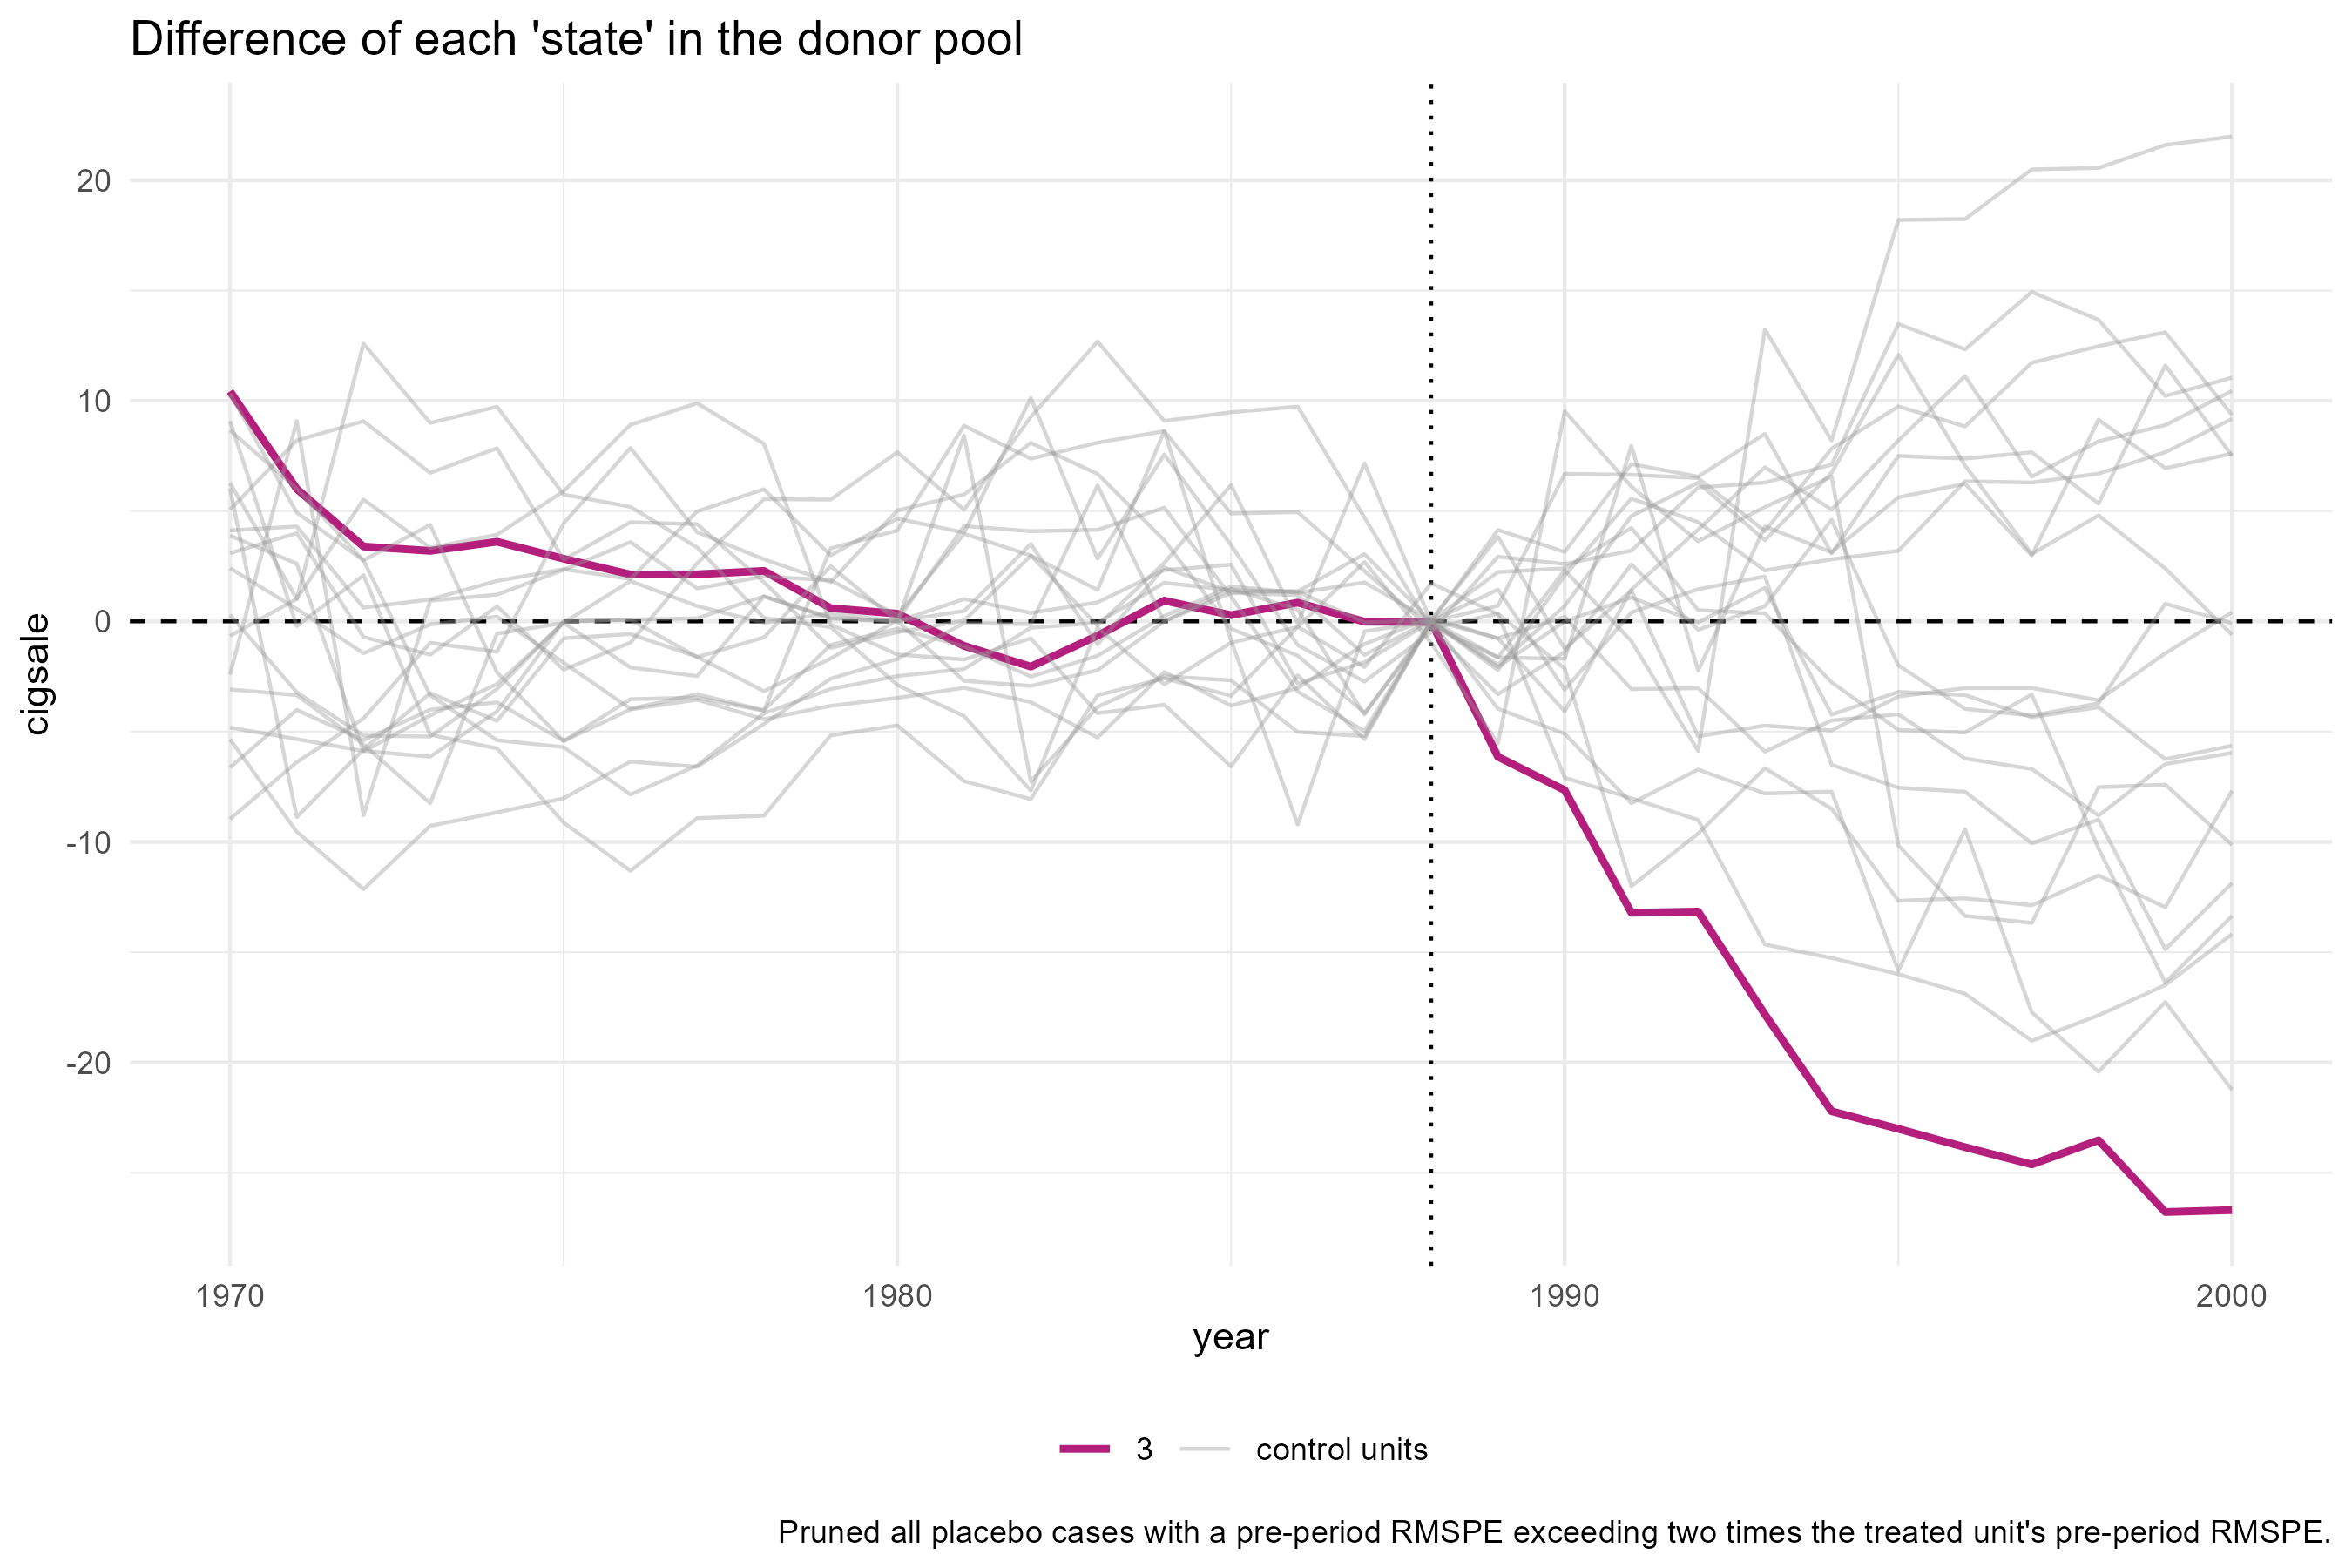 Difference of each 'state' in the donor pool
20
10
0
-10
-20
cigsale
1970
1980
1990
2000
year
3
control units
Pruned all placebo cases with a pre-period RMSPE exceeding two times the treated unit's pre-period RMSPE.